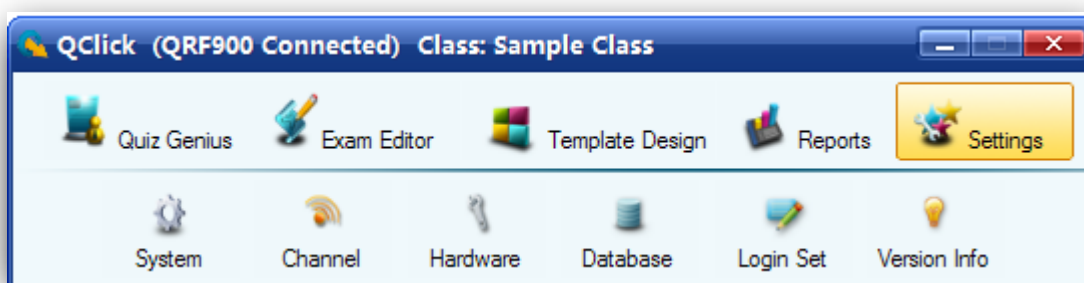 QClick (QRF900 Connected) Class: Sample Class
Quiz Genius Exam Editor Template Design Reports Settings
System Channel Hardware Database Login Set Version Info